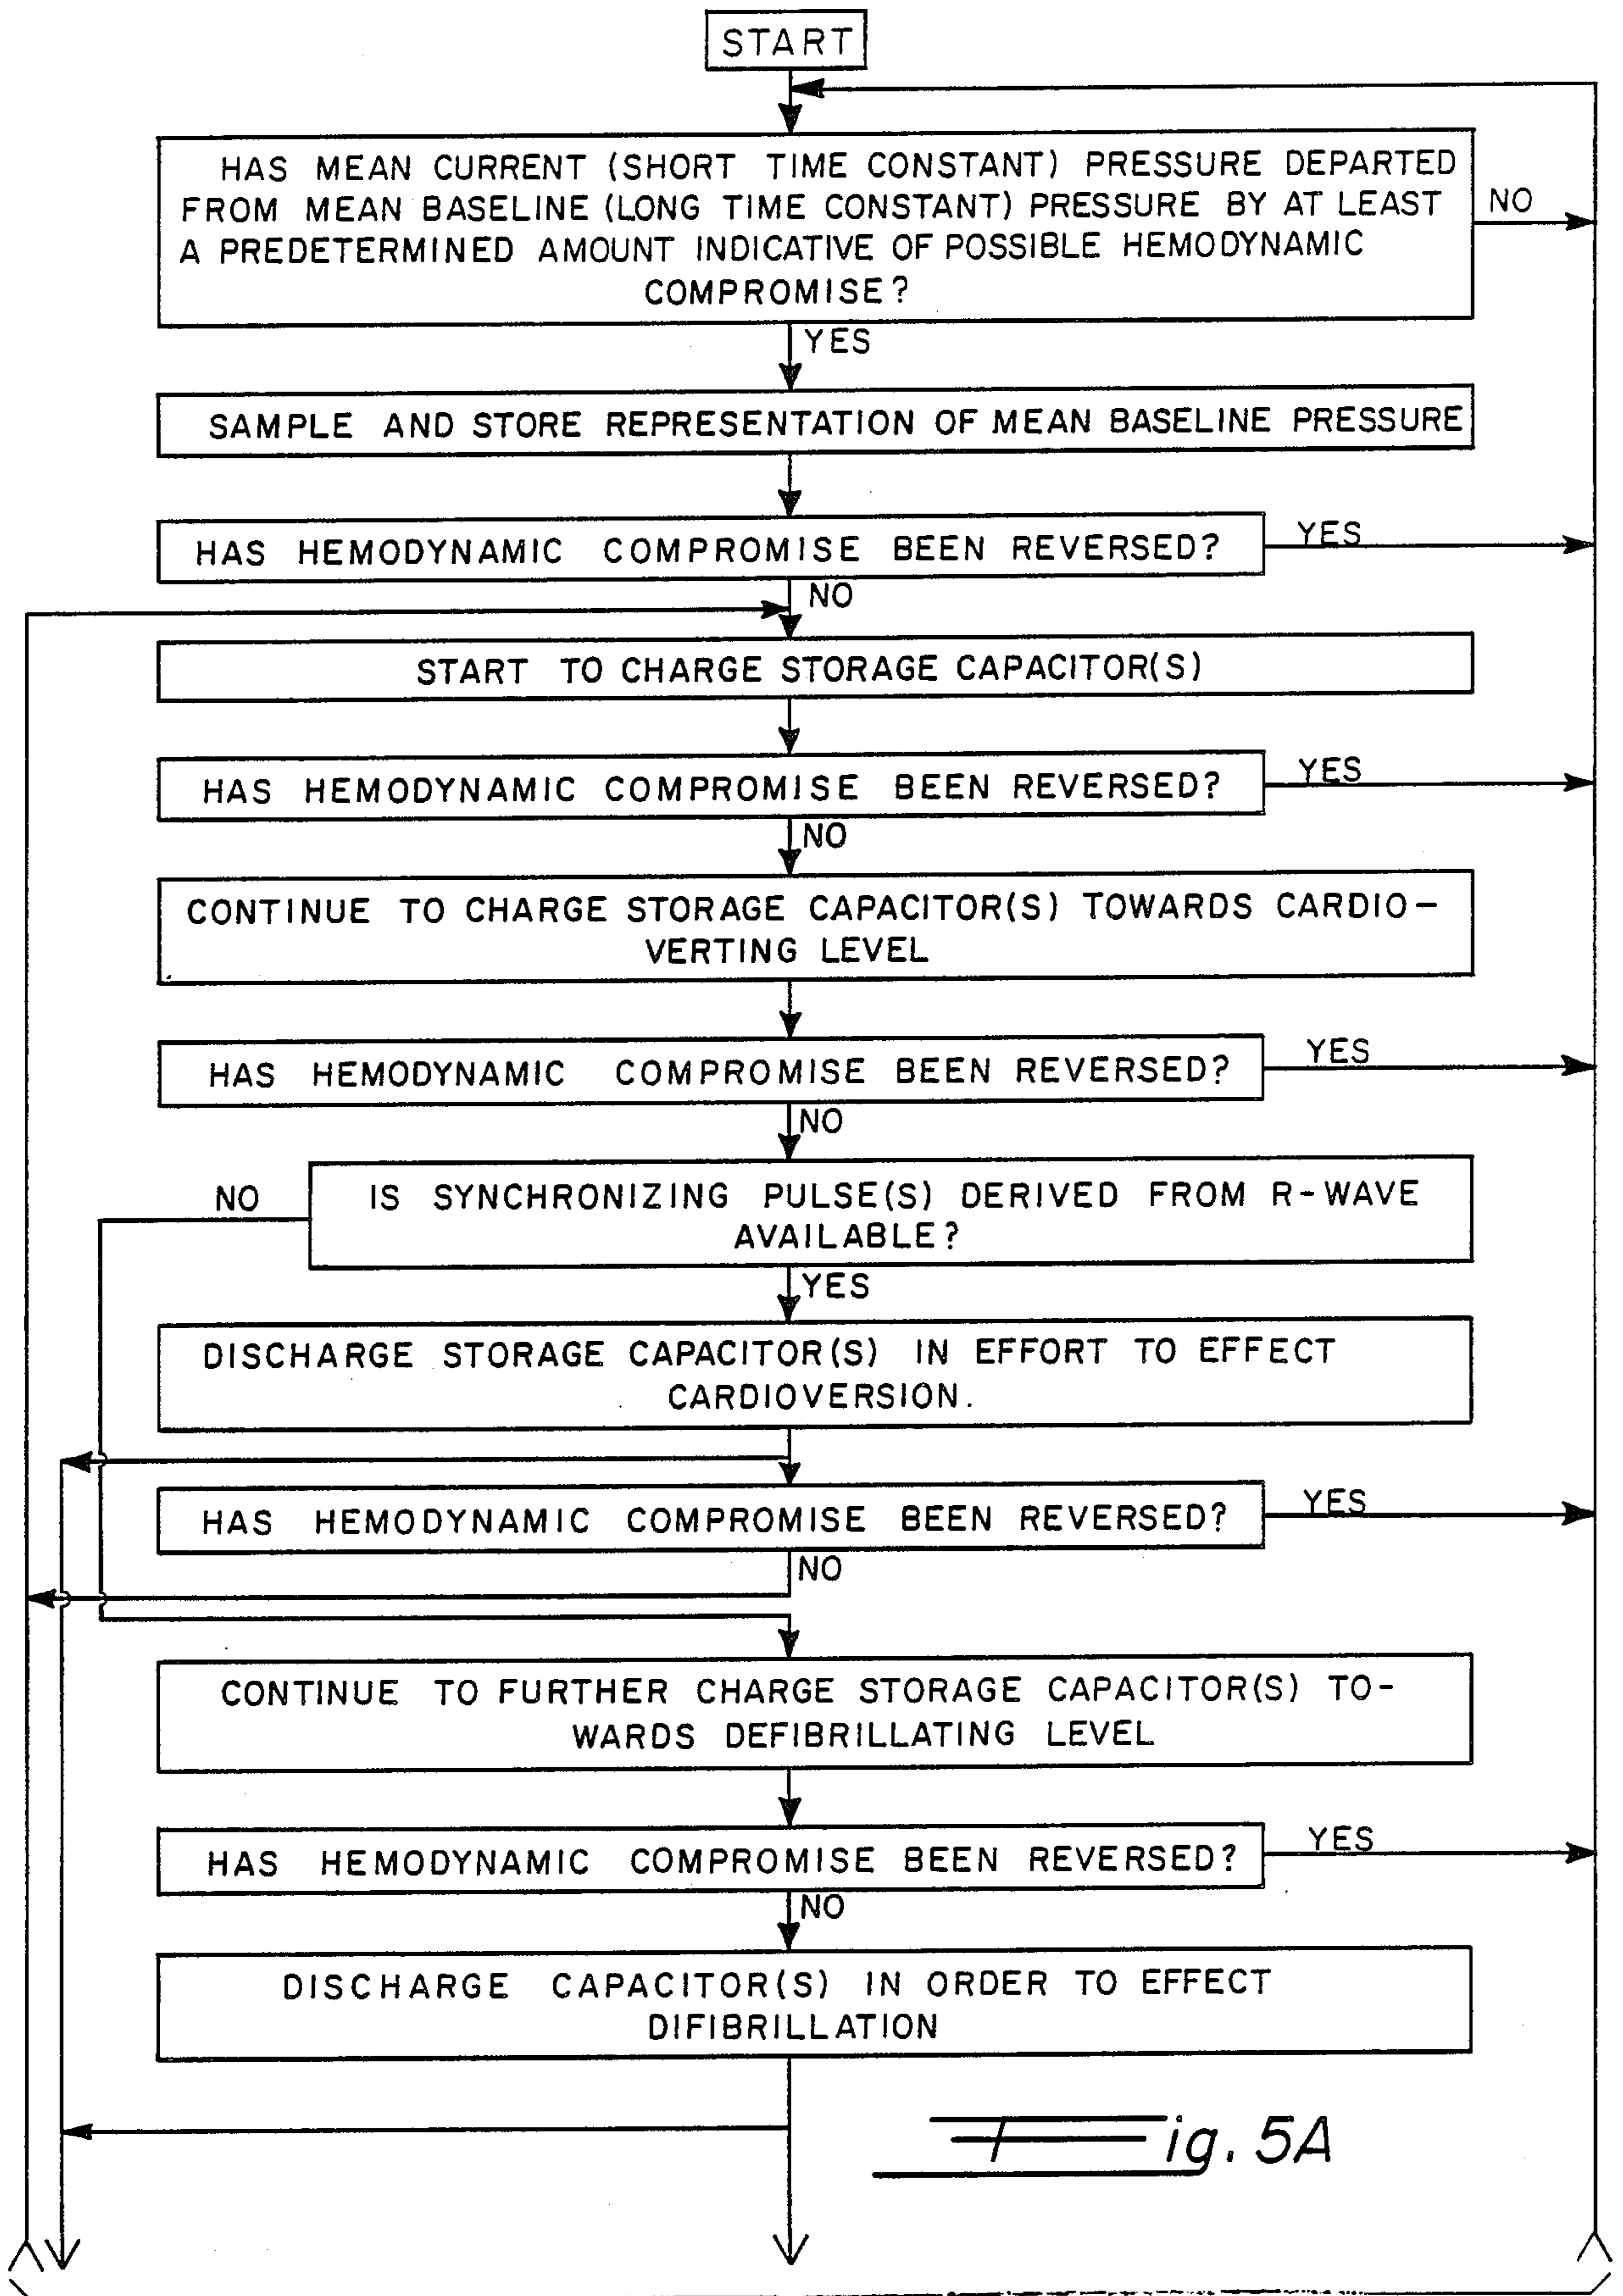 START
HAS MEAN CURRENT (SHORT TIME CONSTANT) PRESSURE DEPARTED
FROM MEAN BASELINE (LONG TIME CONSTANT) PRESSURE BY AT LEAST
A PREDETERMINED AMOUNT INDICATIVE OF POSSIBLE HEMODYNAMIC
COMPROMISE?
NO
YES
SAMPLE AND STORE REPRESENTATION OF MEAN BASELINE PRESSURE
HAS HEMODYNAMIC COMPROMISE BEEN REVERSED?
YES
NO
START TO CHARGE STORAGE CAPACITOR(S)
HAS HEMODYNAMIC COMPROMISE BEEN REVERSED?
YES
NO
CONTINUE TO CHARGE STORAGE CAPACITOR(S) TOWARDS CARDIO-
VERTING LEVEL
HAS HEMODYNAMIC COMPROMISE BEEN REVERSED?
YES
NO
NO
IS SYNCHRONIZING PULSE(S) DERIVED FROM R-WAVE
AVAILABLE?
YES
DISCHARGE STORAGE CAPACITOR(S) IN EFFORT TO EFFECT
CARDIOVERSION.
HAS HEMODYNAMIC COMPROMISE BEEN REVERSED?
YES
NO
CONTINUE TO FURTHER CHARGE STORAGE CAPACITOR(S) TO-
WARDS DEFIBRILLATING LEVEL
HAS HEMODYNAMIC COMPROMISE BEEN REVERSED?
YES
NO
DISCHARGE CAPACITOR(S) IN ORDER TO EFFECT
DIFIBRILLATION
Fig. 5A